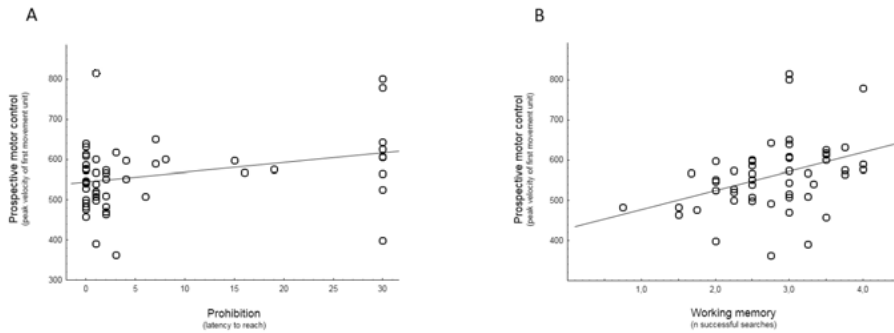 A
B
Prospective motor control
(peak velocity of first movement unit)
800
700
600
500
400
300
0
5
10
15
20
25
30
Prohibition
(latency to reach)
Prospective motor control
(peak velocity of first movement unit)
800
700
600
500
400
1,0
2,0
3,0
4,0
Working memory
(n successful searches)